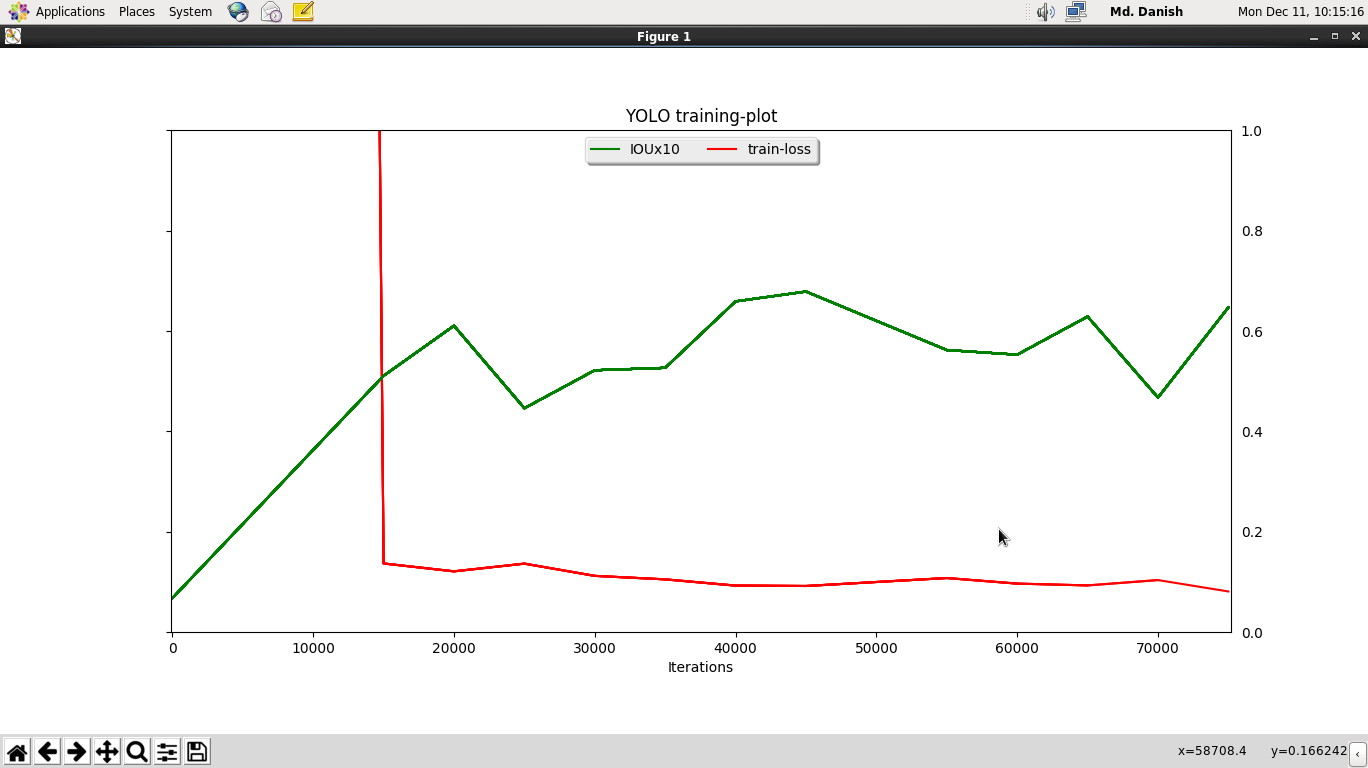 Applications Places System Md. Danish Mon Dec 11, 10:15:16
Figure 1
YOLO training-plot
IOUx10 train-loss
1.0
0.8
0.6
0.4
0.2
0.0
0 10000 20000 30000 40000 50000 60000 70000
Iterations
x=58708.4 y=0.166242